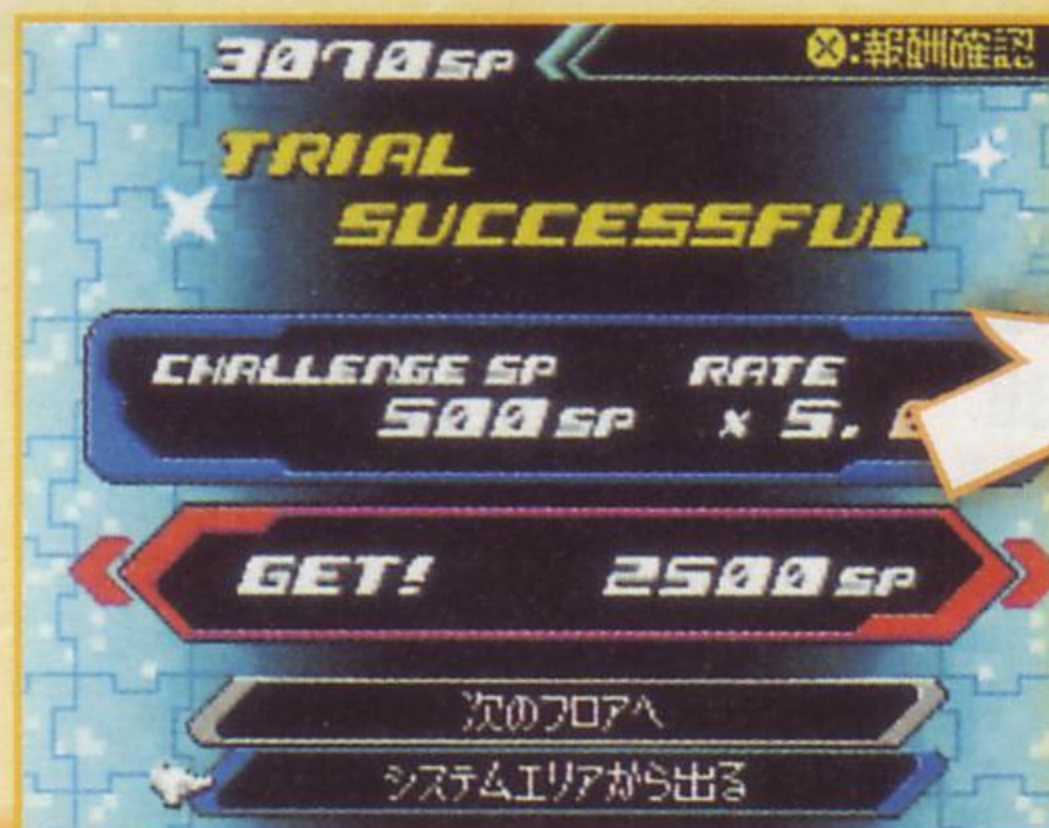 3070SP
Ⓧ:報酬確認
TRIAL
SUCCESSFUL
CHALLENGE SP RATE
500SP × 5.
GET! 2500SP
次のフロアへ
システムエリアから出る